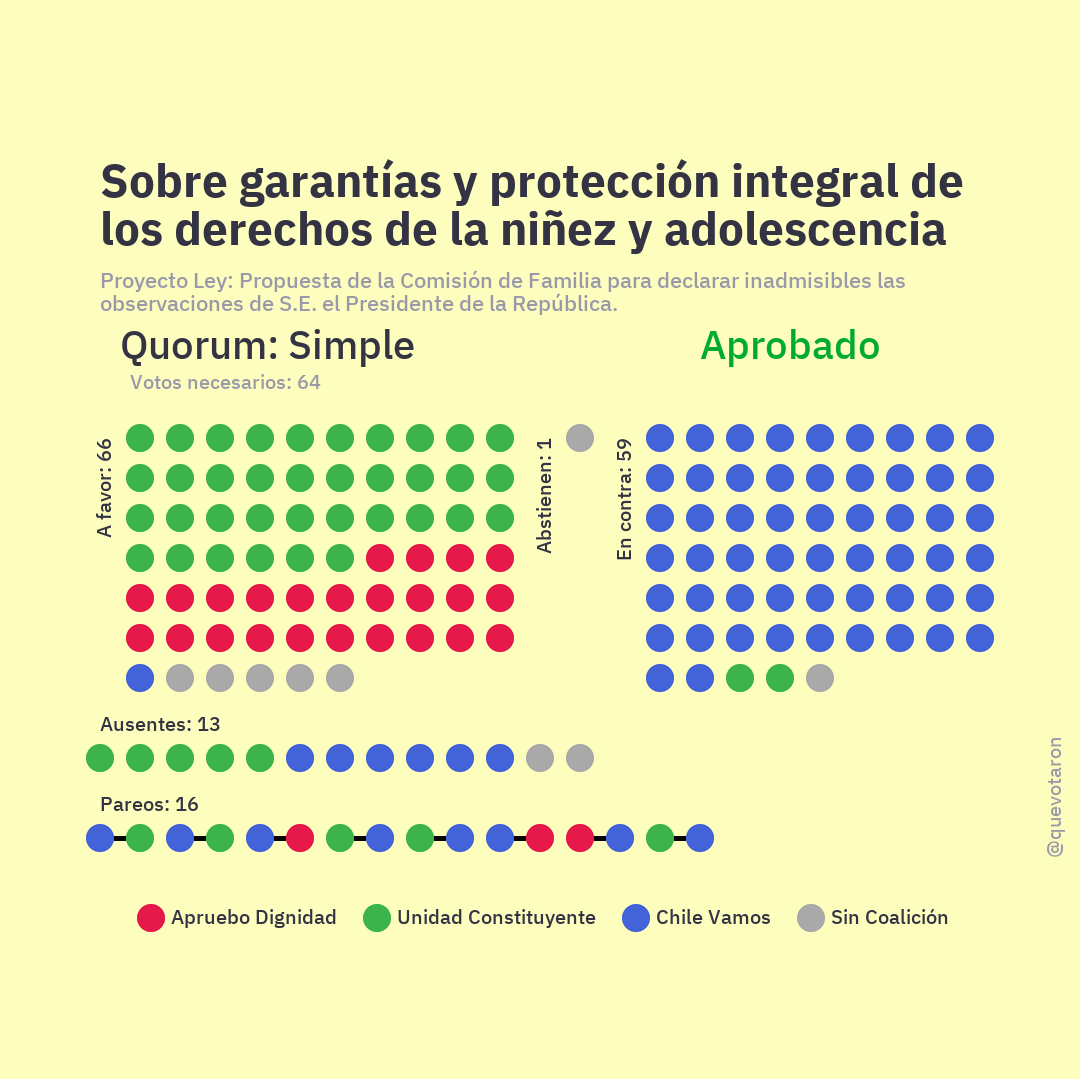 Sobre garantías y protección integral de
los derechos de la niñez y adolescencia
Proyecto Ley: Propuesta de la Comisión de Familia para declarar inadmisibles las
observaciones de S.E. el Presidente de la República.
Quorum: Simple
Aprobado
Votos necesarios: 64
A favor: 66
Abstienen: 1
En contra: 59
Ausentes: 13
Pareos: 16
@quevotaron
Apruebo Dignidad
Unidad Constituyente
Chile Vamos
Sin Coalición